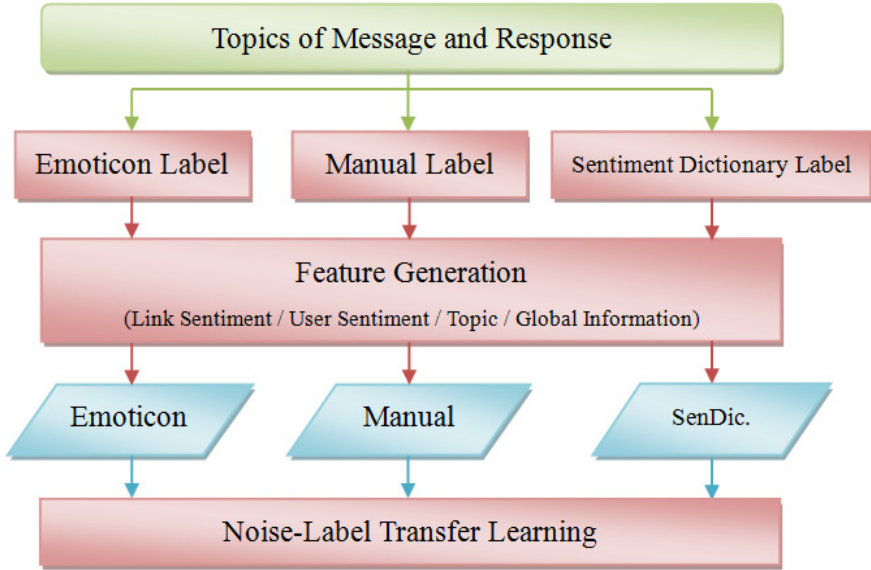 Topics of Message and Response
Emoticon Label
Manual Label
Sentiment Dictionary Label
Feature Generation
(Link Sentiment / User Sentiment / Topic / Global Information)
Emoticon
Manual
SenDic.
Noise-Label Transfer Learning